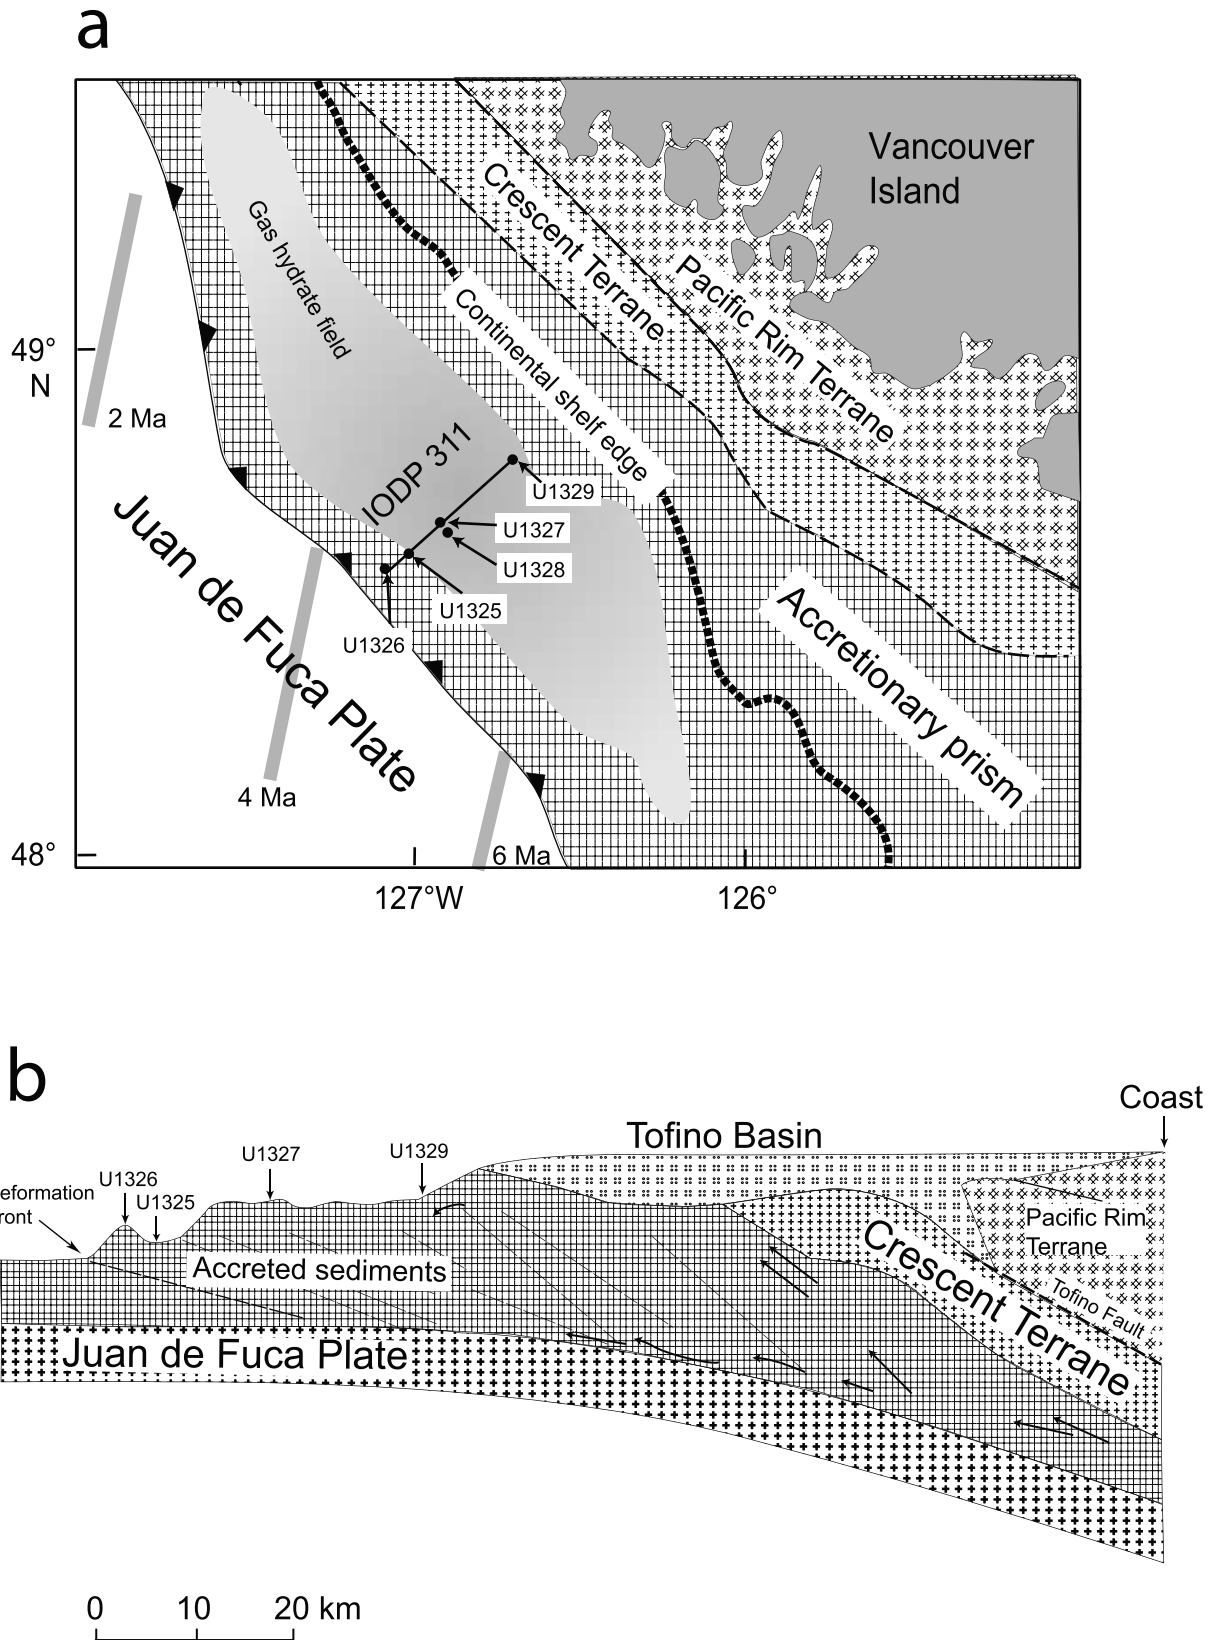 a
Vancouver
Island
Crescent Terrane
Pacific Rim Terrane
Gas hydrate field
Continental shelf edge
49°
N
2 Ma
IODP 311
U1329
U1327
U1328
U1325
U1326
Juan de Fuca Plate
Accretionary prism
4 Ma
6 Ma
48°
127°W
126°
b
Coast
Tofino Basin
U1329
U1327
U1326
U1325
eformation
ront
Pacific Rim
Terrane
Crescent Terrane
Tofino Fault
Accreted sediments
Juan de Fuca Plate
0 10 20 km